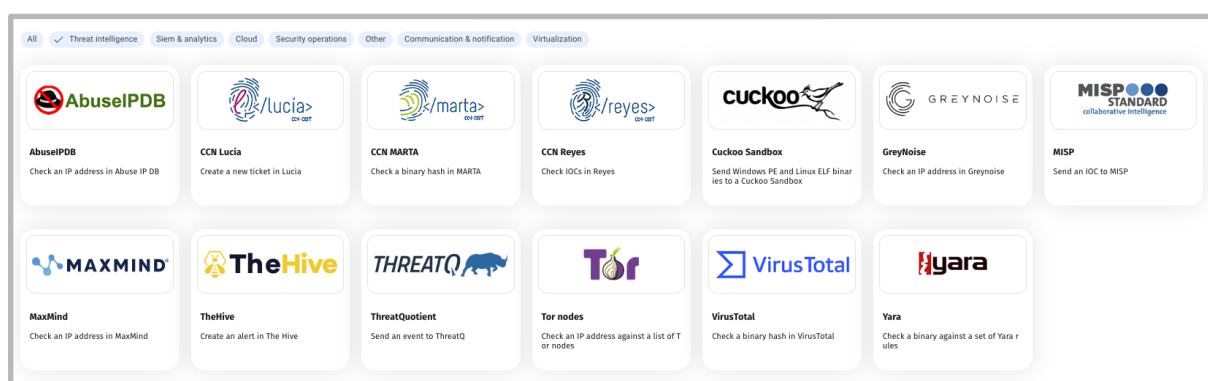 All
Threat intelligence
Siem & analytics
Cloud
Security operations
Other
Communication & notification
Virtualization
AbuseIPDB
/lucía>
ccn-cert
/marta>
ccn-cert
/reyes>
ccn-cert
cuckoo
GREYNOISE
MISP
STANDARD
collaborative intelligence
AbuseIPDB
CCN Lucia
CCN MARTA
CCN Reyes
Cuckoo Sandbox
GreyNoise
MISP
Check an IP address in Abuse IP DB
Create a new ticket in Lucia
Check a binary hash in MARTA
Check IOCs in Reyes
Send Windows PE and Linux ELF binar
ies to a Cuckoo Sandbox
Check an IP address in Greynoise
Send an IOC to MISP
MAXMIND
TheHive
THREATQ
Tor
VirusTotal
yara
MaxMind
TheHive
ThreatQuotient
Tor nodes
VirusTotal
Yara
Check an IP address in MaxMind
Create an alert in The Hive
Send an event to ThreatQ
Check an IP address against a list of T
or nodes
Check a binary hash in VirusTotal
Check a binary against a set of Yara r
ules